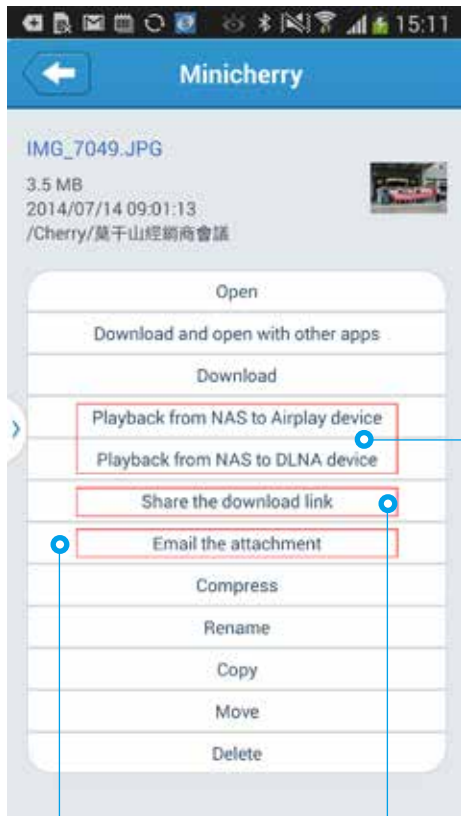 15:11
Minicherry
IMG_7049.JPG
3.5 MB
2014/07/14 09:01:13
/Cherry/莫干山經銷商會議
Open
Download and open with other apps
Download
Playback from NAS to Airplay device
Playback from NAS to DLNA device
Share the download link
Email the attachment
Compress
Rename
Copy
Move
Delete